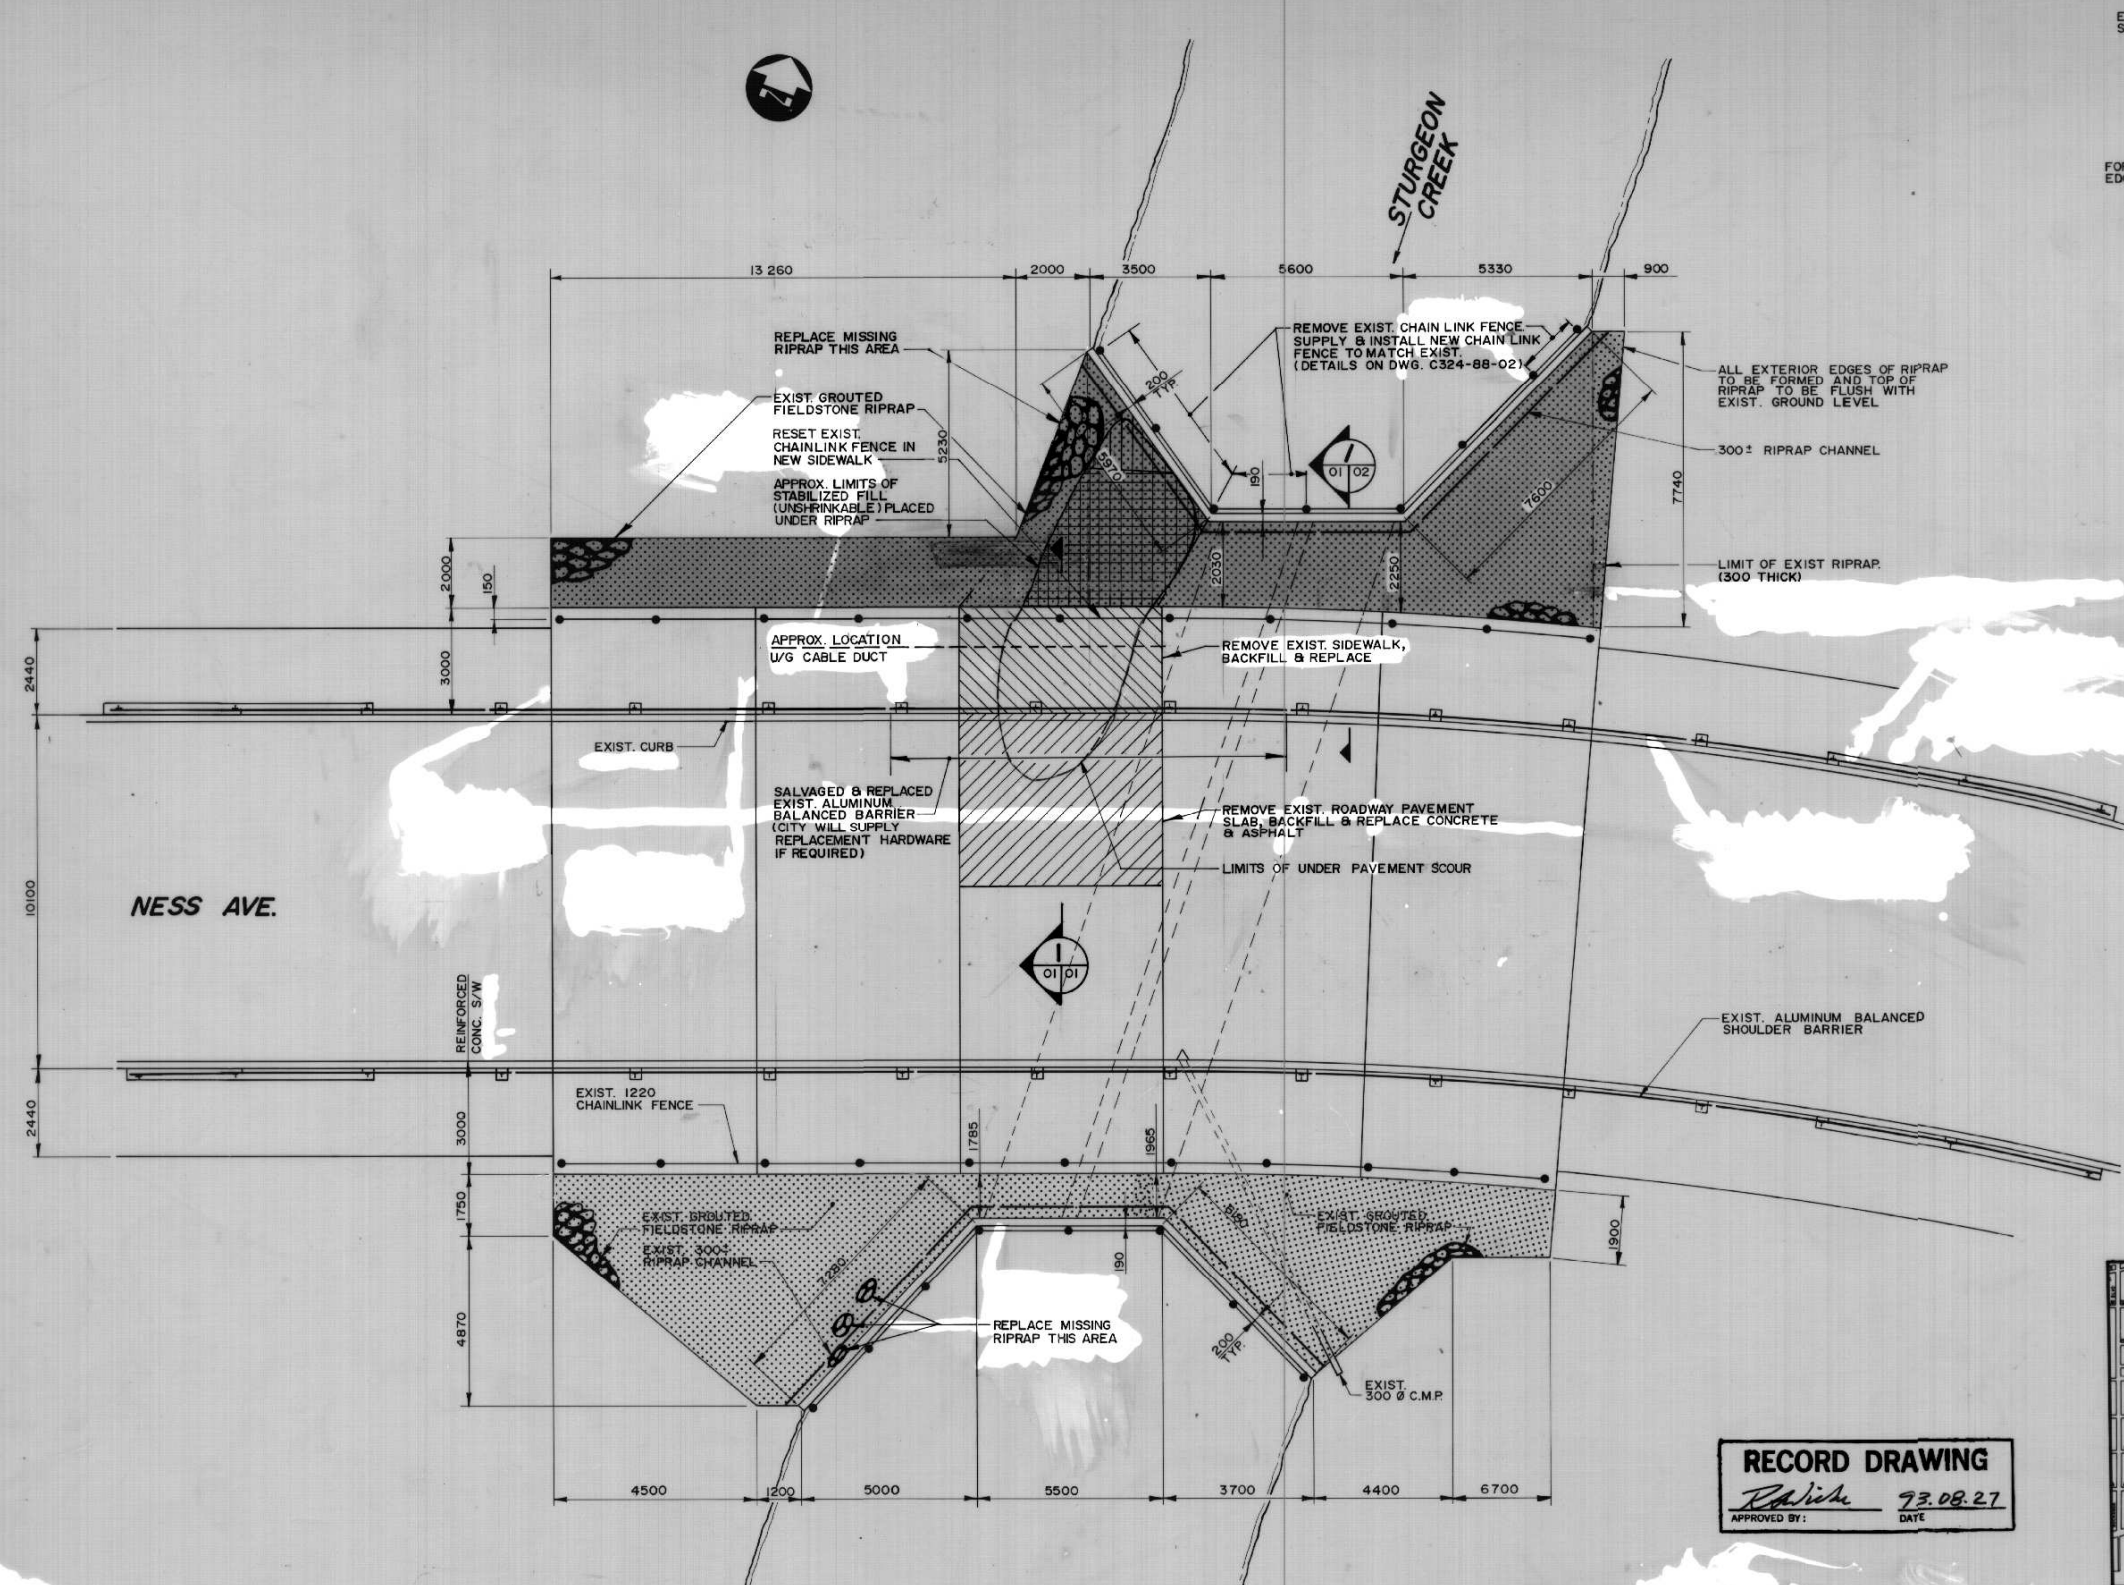 N
STURGEON
CREEK
13 260
2000
3500
5600
5330
900
REPLACE MISSING
RIPRAP THIS AREA
EXIST. GROUTED
FIELDSTONE RIPRAP
RESET EXIST.
CHAINLINK FENCE IN
NEW SIDEWALK
APPROX. LIMITS OF
STABILIZED FILL
(UNSHRINKABLE) PLACED
UNDER RIPRAP
5230
5970
200
TYP.
190
REMOVE EXIST. CHAIN LINK FENCE.
SUPPLY & INSTALL NEW CHAIN LINK
FENCE TO MATCH EXIST.
(DETAILS ON DWG. C324-88-02)
1
01 02
ALL EXTERIOR EDGES OF RIPRAP
TO BE FORMED AND TOP OF
RIPRAP TO BE FLUSH WITH
EXIST. GROUND LEVEL
300± RIPRAP CHANNEL
7600
7740
LIMIT OF EXIST RIPRAP.
(300 THICK)
2000
150
2030
2250
2440
3000
APPROX. LOCATION
U/G CABLE DUCT
REMOVE EXIST. SIDEWALK,
BACKFILL & REPLACE
EXIST. CURB
SALVAGED & REPLACED
EXIST. ALUMINUM
BALANCED BARRIER
(CITY WILL SUPPLY
REPLACEMENT HARDWARE
IF REQUIRED)
REMOVE EXIST. ROADWAY PAVEMENT
SLAB, BACKFILL & REPLACE CONCRETE
& ASPHALT
LIMITS OF UNDER PAVEMENT SCOUR
10100
NESS AVE.
1
01 01
REINFORCED
CONC. S/W
EXIST. ALUMINUM BALANCED
SHOULDER BARRIER
EXIST. 1220
CHAINLINK FENCE
2440
3000
1785
1965
1750
EXIST. GROUTED
FIELDSTONE RIPRAP
EXIST. 300±
RIPRAP CHANNEL
7280
190
EXIST. GROUTED
FIELDSTONE RIPRAP
1900
4870
REPLACE MISSING
RIPRAP THIS AREA
200
TYP.
EXIST.
300 Ø C.M.P.
4500
1200
5000
5500
3700
4400
6700
RECORD DRAWING
93.08.27
APPROVED BY:
DATE